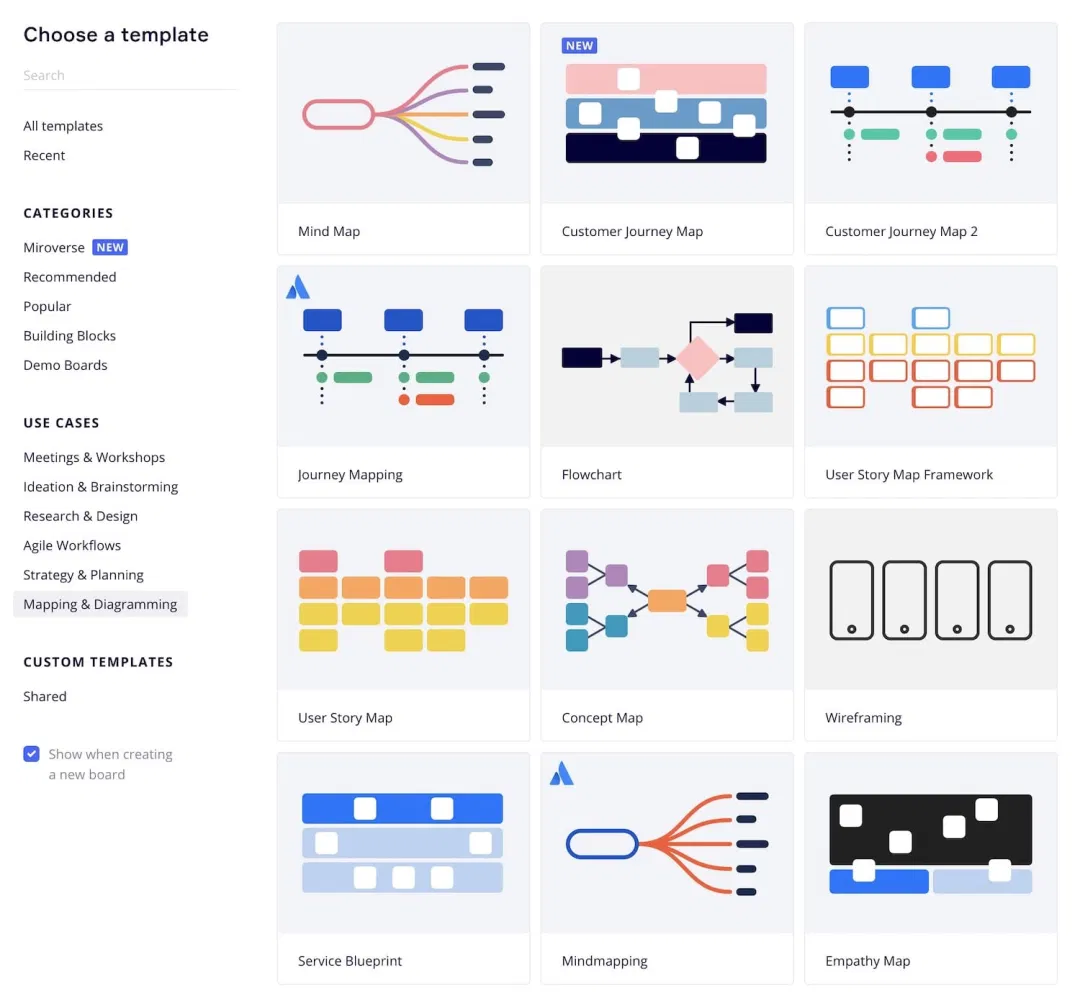 Choose a template
Search
All templates
Recent
CATEGORIES
Miroverse NEW
Recommended
Popular
Building Blocks
Demo Boards
USE CASES
Meetings & Workshops
Ideation & Brainstorming
Research & Design
Agile Workflows
Strategy & Planning
Mapping & Diagramming
CUSTOM TEMPLATES
Shared
Show when creating
a new board
Mind Map
NEW
Customer Journey Map
Customer Journey Map 2
Journey Mapping
Flowchart
User Story Map Framework
User Story Map
Concept Map
Wireframing
Service Blueprint
Mindmapping
Empathy Map